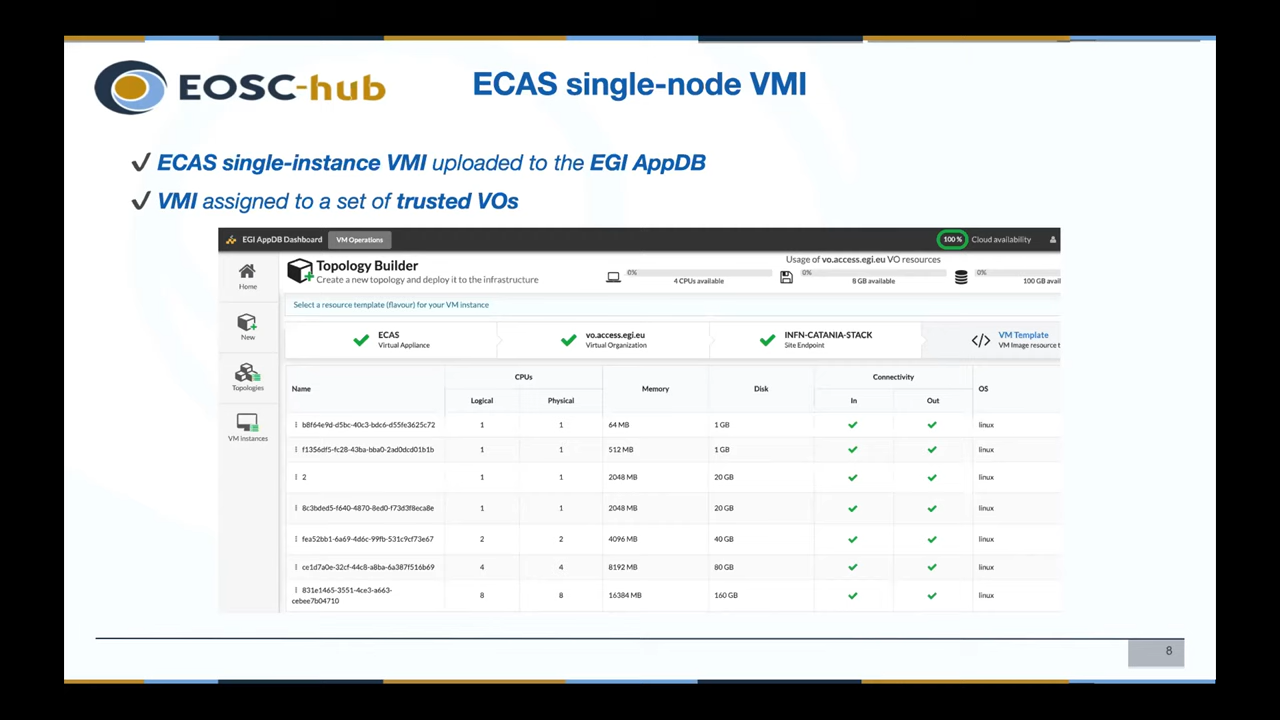 EOSC-hub
ECAS single-node VMI
✓ ECAS single-instance VMI uploaded to the EGI AppDB
✓ VMI assigned to a set of trusted VOs
EGI AppDB Dashboard VM Operations 100% Cloud availability
Home
New
Topologies
VM Instances
Topology Builder
Create a new topology and deploy it to the infrastructure
Usage of vo.access.egi.eu VO resources
0% 0% 0%
4 CPUs available 8 GB available 100 GB avail
Select a resource template (flavour) for your VM instance
ECAS vo.access.egi.eu INFN-CATANIA-STACK </> VM Template
Virtual Appliance Virtual Organization Site Endpoint VM Image resource t
Name CPUs Memory Disk Connectivity OS
Logical Physical In Out
b8f64e9d-d5bc-40c3-bdc6-d55fe3625c72 1 1 64 MB 1 GB ✓ ✓ linux
f1356df5-fc28-43ba-bba0-2ad0dcd01b1b 1 1 512 MB 1 GB ✓ ✓ linux
2 1 1 2048 MB 20 GB ✓ ✓ linux
8c3bded5-f640-4870-8ed0-f73d3f8eca8e 1 1 2048 MB 20 GB ✓ ✓ linux
fea52bb1-6a69-4d6c-99fb-531c9cf73e67 2 2 4096 MB 40 GB ✓ ✓ linux
ce1d7a0e-32cf-44c8-a8ba-6a387f516b69 4 4 8192 MB 80 GB ✓ ✓ linux
831e1465-3551-4ce3-a663- 8 8 16384 MB 160 GB ✓ ✓ linux
cebee7b04710
8